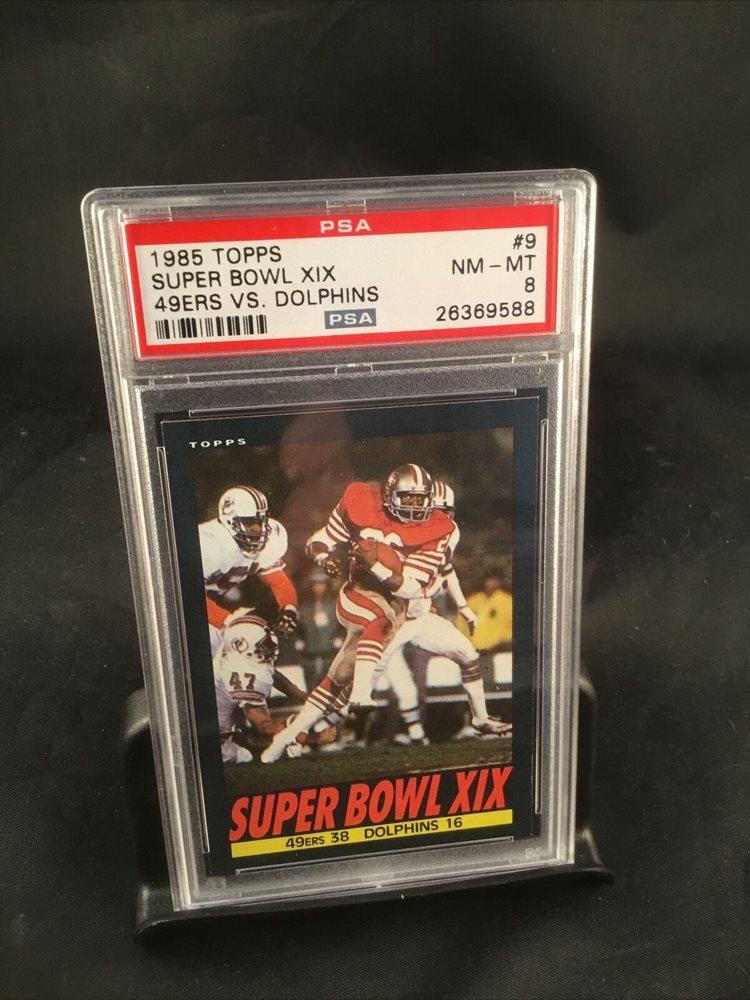 PSA
1985 TOPPS #9
SUPER BOWL XIX NM – MT
49ERS VS. DOLPHINS 8
PSA 26369588
TOPPS
47
SUPER BOWL XIX
49ERS 38 DOLPHINS 16